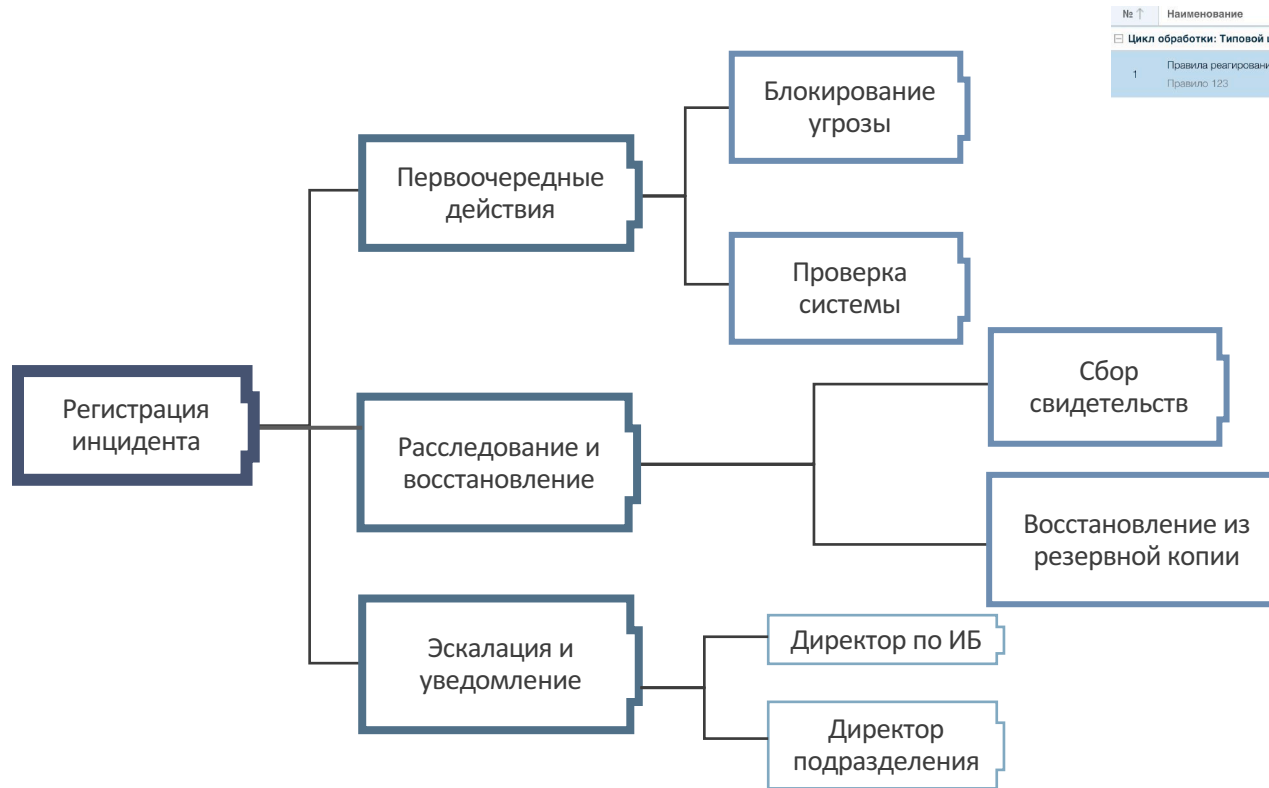 №↑ Наименование
Цикл обработки: Типовой
1 Правила реагирования
Правило 123
Блокирование
угрозы
Первоочередные
действия
Проверка
системы
Сбор
свидетельств
Регистрация
инцидента
Расследование и
восстановление
Восстановление из
резервной копии
Эскалация и
уведомление
Директор по ИБ
Директор
подразделения